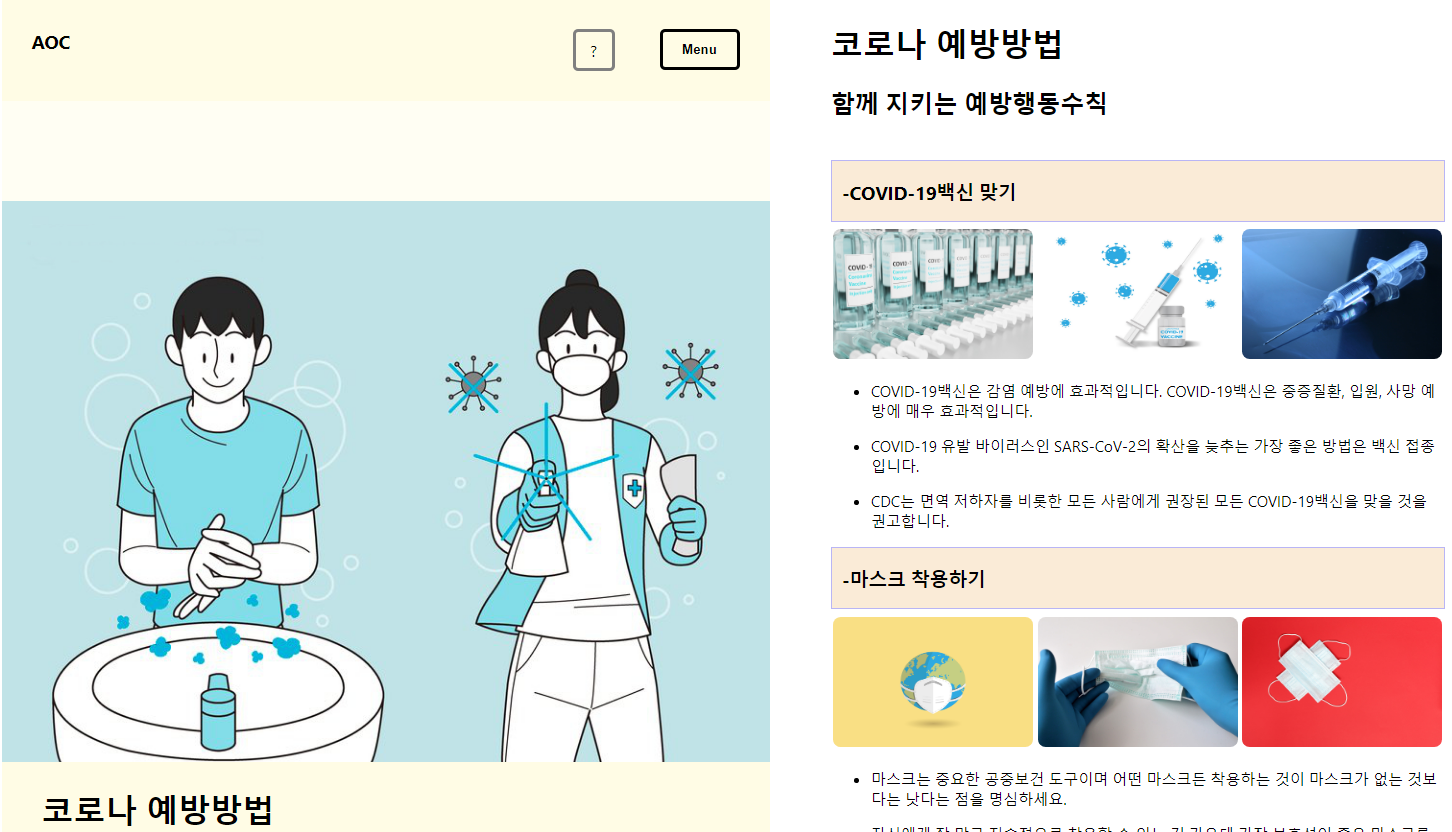 AOC
?
Menu
코로나 예방방법
코로나 예방방법
함께 지키는 예방행동수칙
-COVID-19백신 맞기
COVID-19
COVID-19
COVID-19
VACCINE
COVID-19백신은 감염 예방에 효과적입니다. COVID-19백신은 중증질환, 입원, 사망 예
방에 매우 효과적입니다.
COVID-19 유발 바이러스인 SARS-CoV-2의 확산을 늦추는 가장 좋은 방법은 백신 접종
입니다.
CDC는 면역 저하자를 비롯한 모든 사람에게 권장된 모든 COVID-19백신을 맞을 것을
권고합니다.
-마스크 착용하기
마스크는 중요한 공중보건 도구이며 어떤 마스크든 착용하는 것이 마스크가 없는 것보
다는 낫다는 점을 명심하세요.